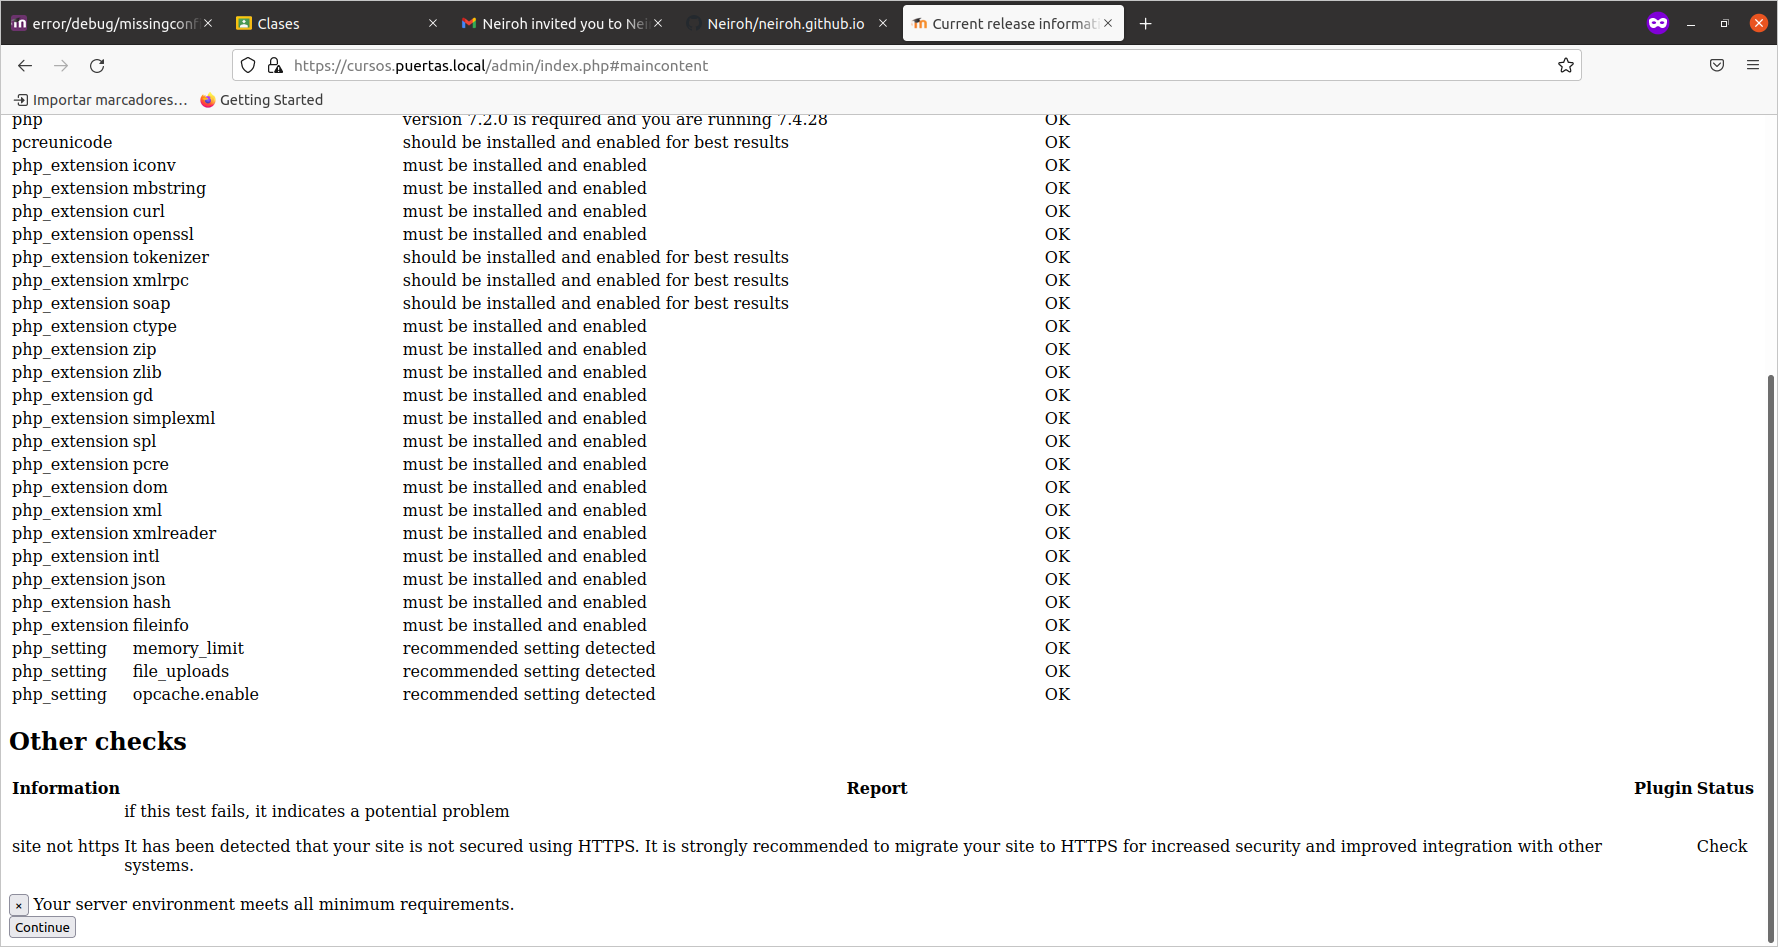 error/debug/missingconf
Clases
Neiroh invited you to Nei
Neiroh/neiroh.github.io
Current release informati
https://cursos.puertas.local/admin/index.php#maincontent
Importar marcadores…
Getting Started
php version 7.2.0 is required and you are running 7.4.28 OK
pcreunicode should be installed and enabled for best results OK
php_extension iconv must be installed and enabled OK
php_extension mbstring must be installed and enabled OK
php_extension curl must be installed and enabled OK
php_extension openssl must be installed and enabled OK
php_extension tokenizer should be installed and enabled for best results OK
php_extension xmlrpc should be installed and enabled for best results OK
php_extension soap should be installed and enabled for best results OK
php_extension ctype must be installed and enabled OK
php_extension zip must be installed and enabled OK
php_extension zlib must be installed and enabled OK
php_extension gd must be installed and enabled OK
php_extension simplexml must be installed and enabled OK
php_extension spl must be installed and enabled OK
php_extension pcre must be installed and enabled OK
php_extension dom must be installed and enabled OK
php_extension xml must be installed and enabled OK
php_extension xmlreader must be installed and enabled OK
php_extension intl must be installed and enabled OK
php_extension json must be installed and enabled OK
php_extension hash must be installed and enabled OK
php_extension fileinfo must be installed and enabled OK
php_setting memory_limit recommended setting detected OK
php_setting file_uploads recommended setting detected OK
php_setting opcache.enable recommended setting detected OK
Other checks
Information Report Plugin Status
if this test fails, it indicates a potential problem
site not https It has been detected that your site is not secured using HTTPS. It is strongly recommended to migrate your site to HTTPS for increased security and improved integration with other Check
systems.
× Your server environment meets all minimum requirements.
Continue